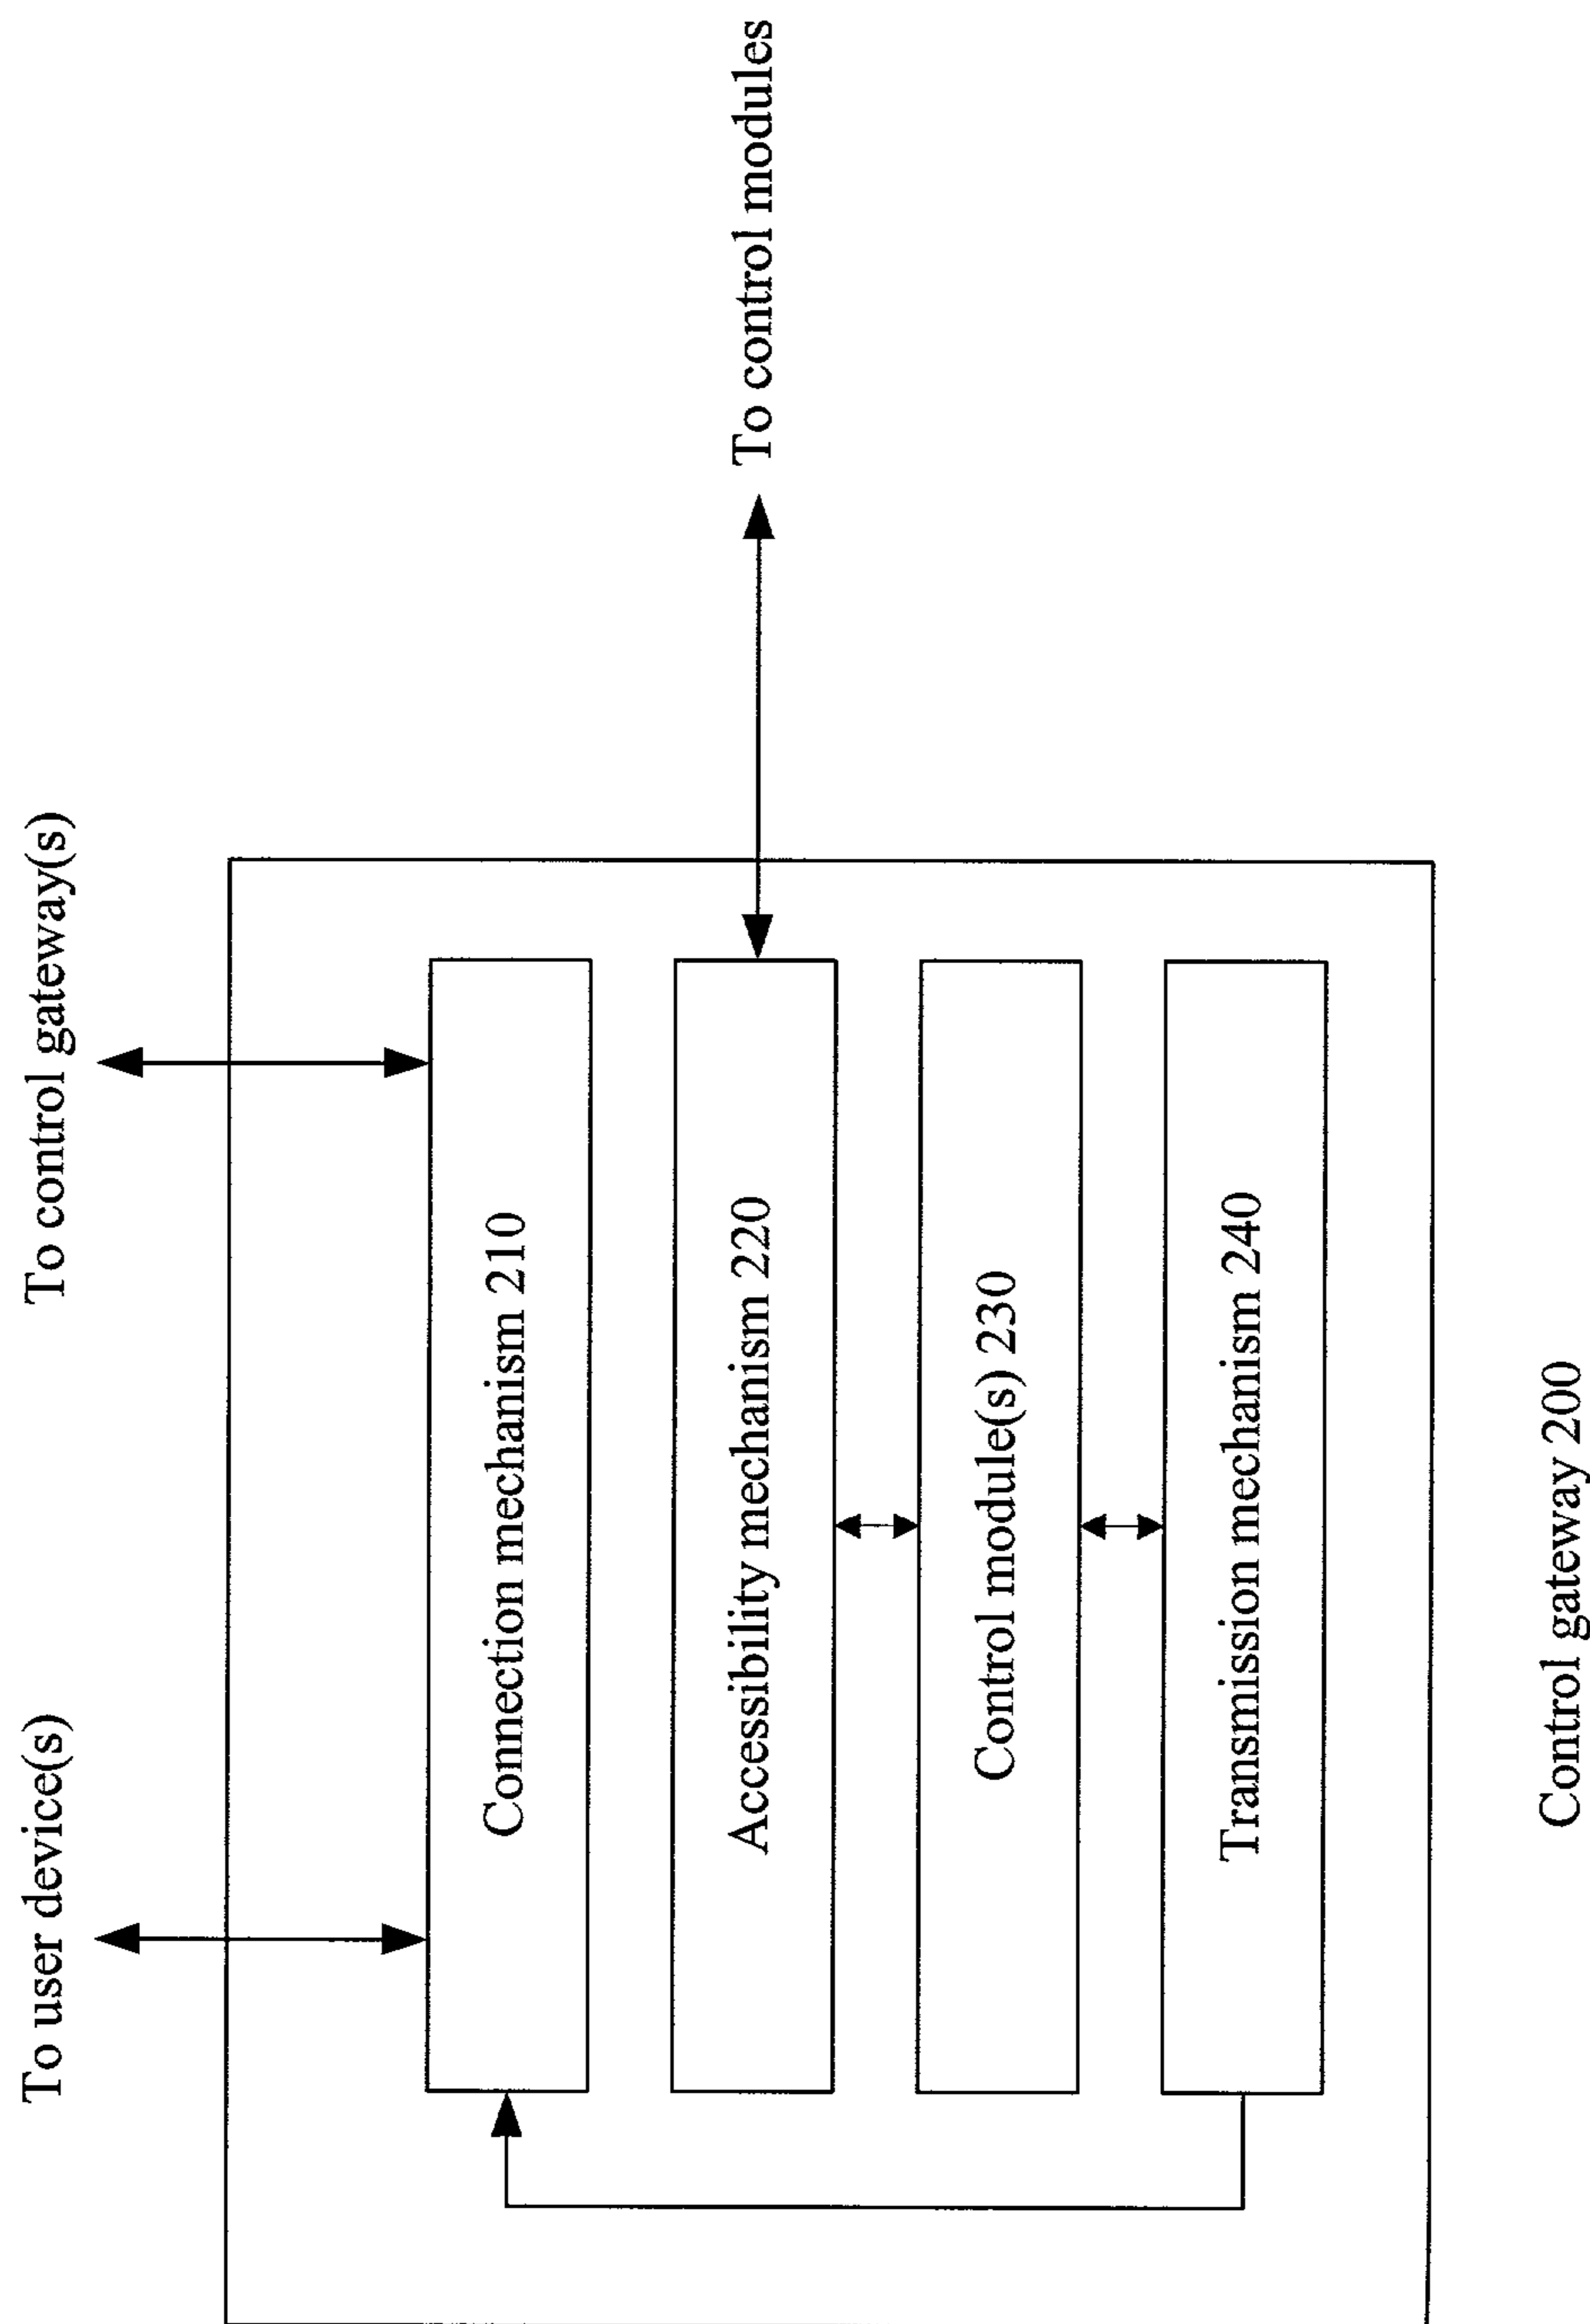 To user device(s)
To control gateway(s)
To control modules
Connection mechanism 210
Accessibility mechanism 220
Control module(s) 230
Transmission mechanism 240
Control gateway 200